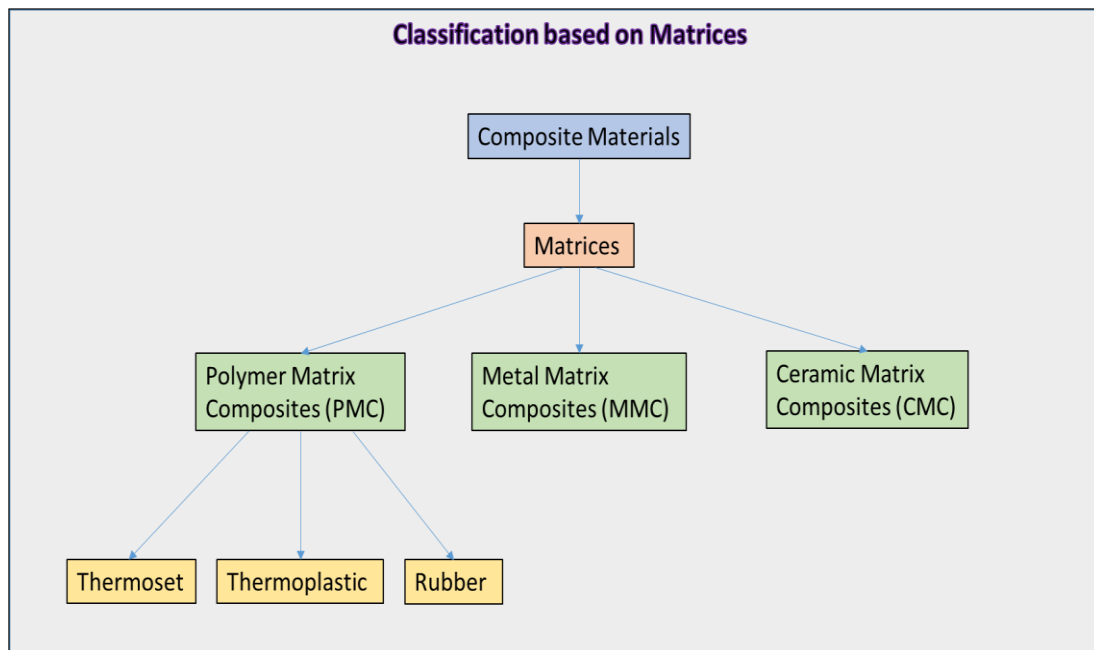 Classification based on Matrices
Composite Materials
Matrices
Polymer Matrix
Composites (PMC)
Metal Matrix
Composites (MMC)
Ceramic Matrix
Composites (CMC)
Thermoset
Thermoplastic
Rubber